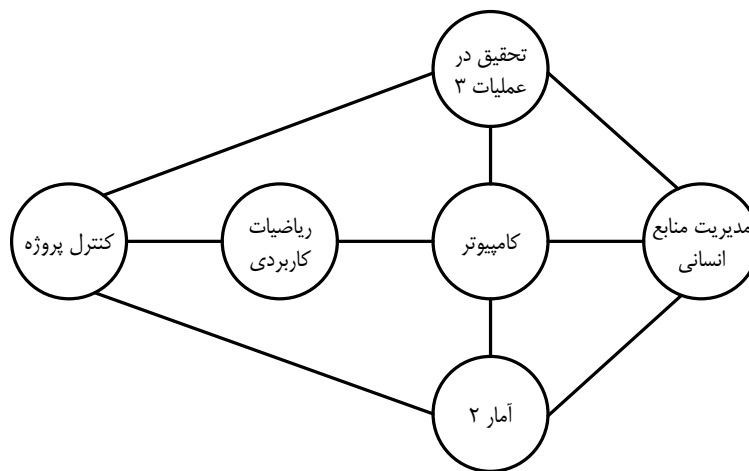 تحقیق در
عملیات ۳
مدیریت منابع
انسانی
کامپیوتر
ریاضیات
کاربردی
کنترل پروژه
آمار ۲